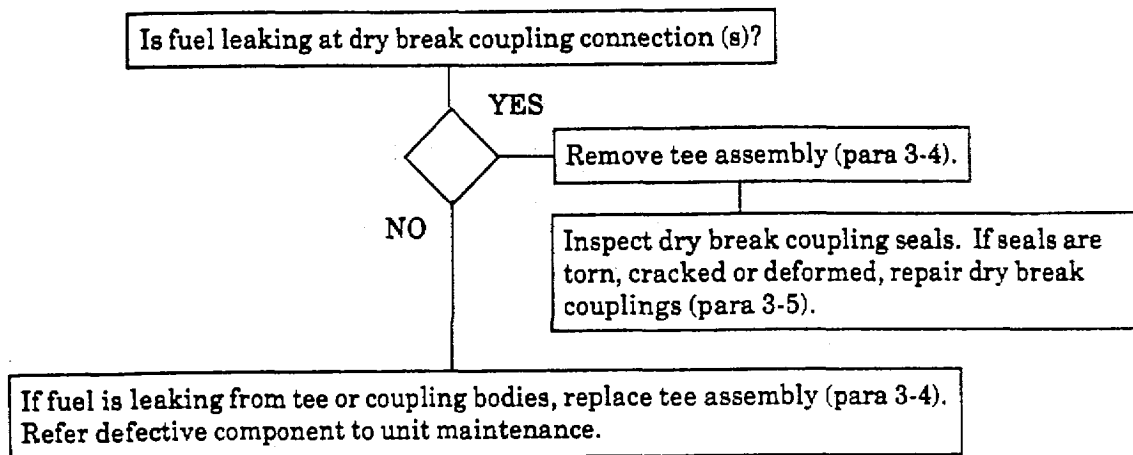 Is fuel leaking at dry break coupling connection (s)?
YES
Remove tee assembly (para 3-4).
NO
Inspect dry break coupling seals. If seals are
torn, cracked or deformed, repair dry break
couplings (para 3-5).
If fuel is leaking from tee or coupling bodies, replace tee assembly (para 3-4).
Refer defective component to unit maintenance.